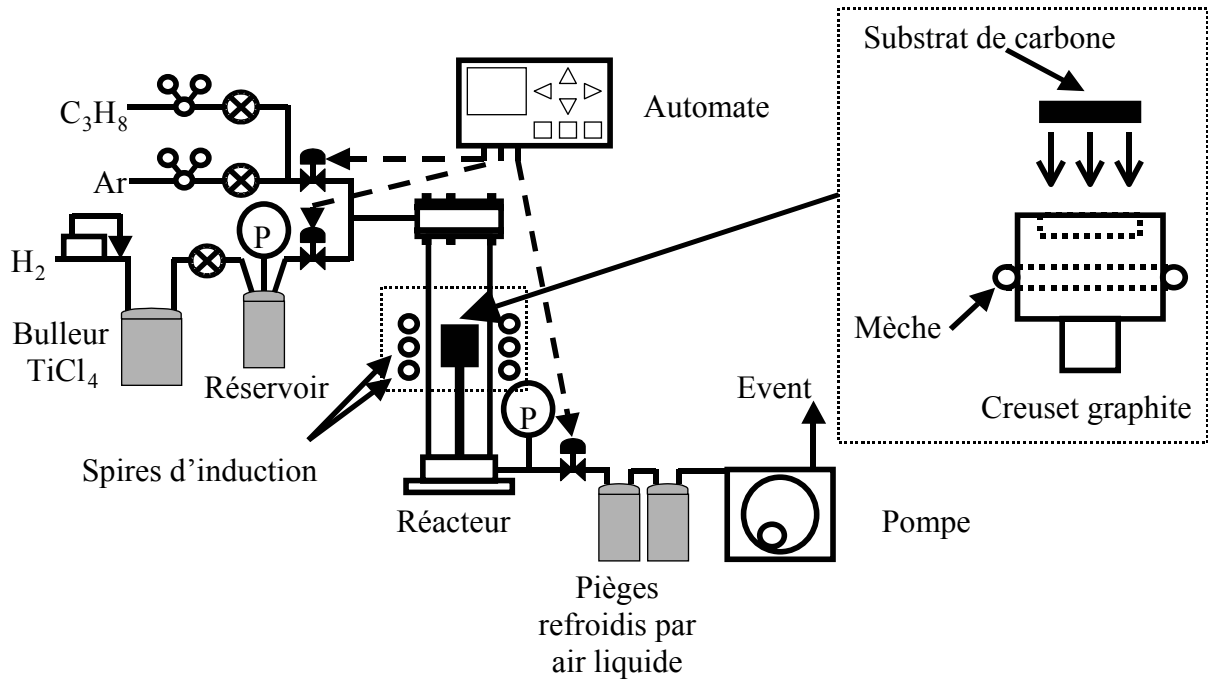 Substrat de carbone
C₃H₈
Automate
Ar
P
H₂
Mèche
Bulleur
TiCl₄
Réservoir
Event
Creuset graphite
P
Spires d’induction
Réacteur
Pompe
Pièges
refroidis par
air liquide